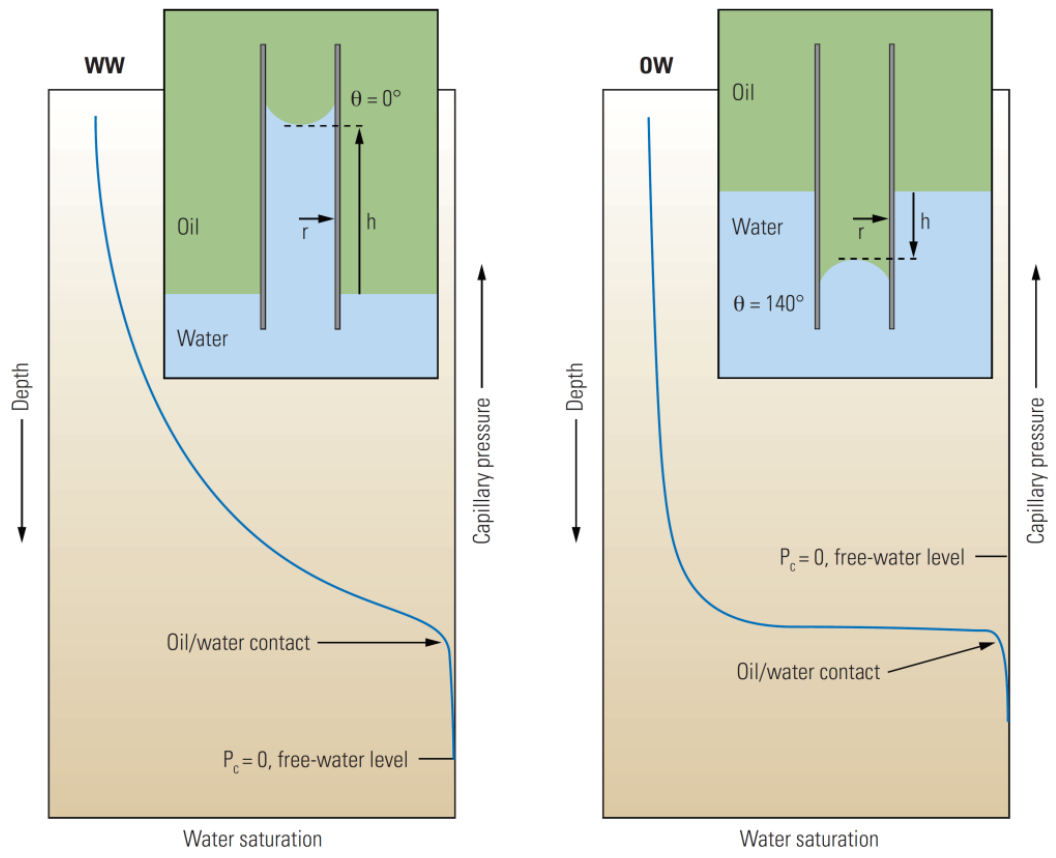 WW
θ = 0°
Oil
r
h
Water
Depth
Capillary pressure
Oil/water contact
Pc = 0, free-water level
Water saturation
OW
Oil
Water
r
h
θ = 140°
Depth
Capillary pressure
Pc = 0, free-water level
Oil/water contact
Water saturation